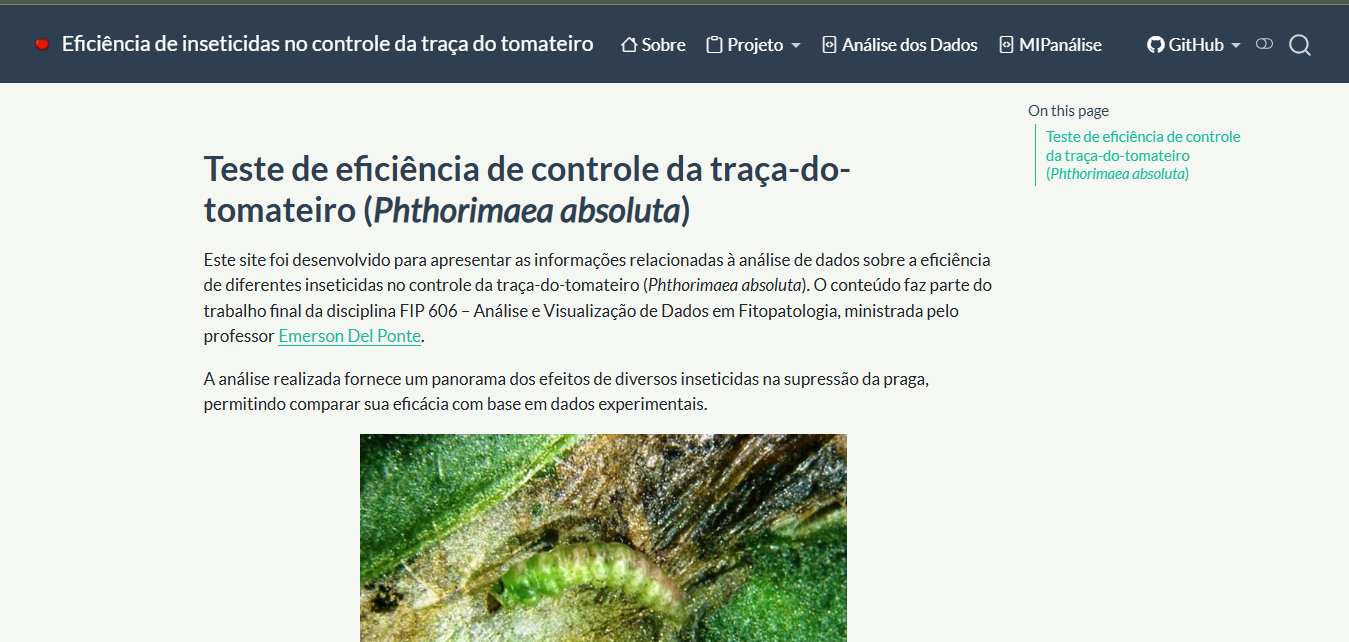 Eficiência de inseticidas no controle da traça do tomateiro Sobre Projeto Análise dos Dados MIPanálise GitHub
On this page
Teste de eficiência de controle
da traça-do-tomateiro
(Phthorimaea absoluta)
Teste de eficiência de controle da traça-do-
tomateiro (Phthorimaea absoluta)
Este site foi desenvolvido para apresentar as informações relacionadas à análise de dados sobre a eficiência
de diferentes inseticidas no controle da traça-do-tomateiro (Phthorimaea absoluta). O conteúdo faz parte do
trabalho final da disciplina FIP 606 – Análise e Visualização de Dados em Fitopatologia, ministrada pelo
professor Emerson Del Ponte.
A análise realizada fornece um panorama dos efeitos de diversos inseticidas na supressão da praga,
permitindo comparar sua eficácia com base em dados experimentais.